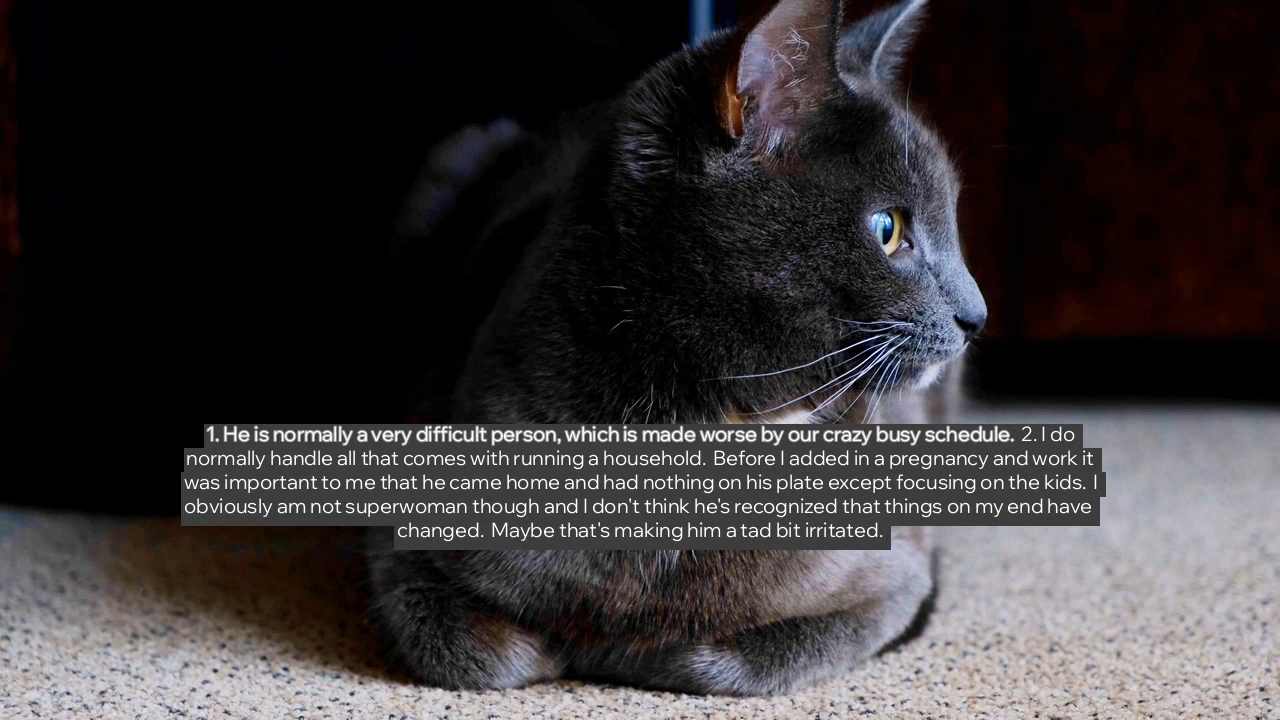 1. He is normally a very difficult person, which is made worse by our crazy busy schedule. 2. I do
normally handle all that comes with running a household. Before I added in a pregnancy and work it
was important to me that he came home and had nothing on his plate except focusing on the kids. I
obviously am not superwoman though and I don't think he's recognized that things on my end have
changed. Maybe that's making him a tad bit irritated.